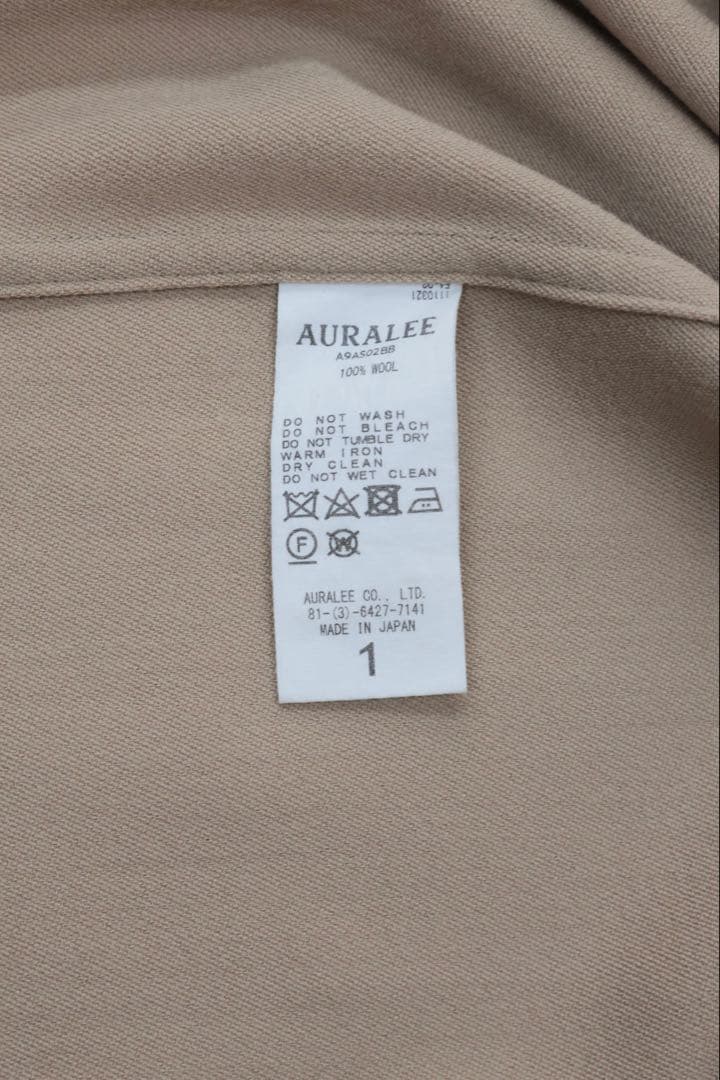 1110321
AURALEE
A9AS02BB
100% WOOL
DO NOT WASH
DO NOT BLEACH
DO NOT TUMBLE DRY
WARM IRON
DRY CLEAN
DO NOT WET CLEAN
F
W
AURALEE CO., LTD.
81-(3)-6427-7141
MADE IN JAPAN
1